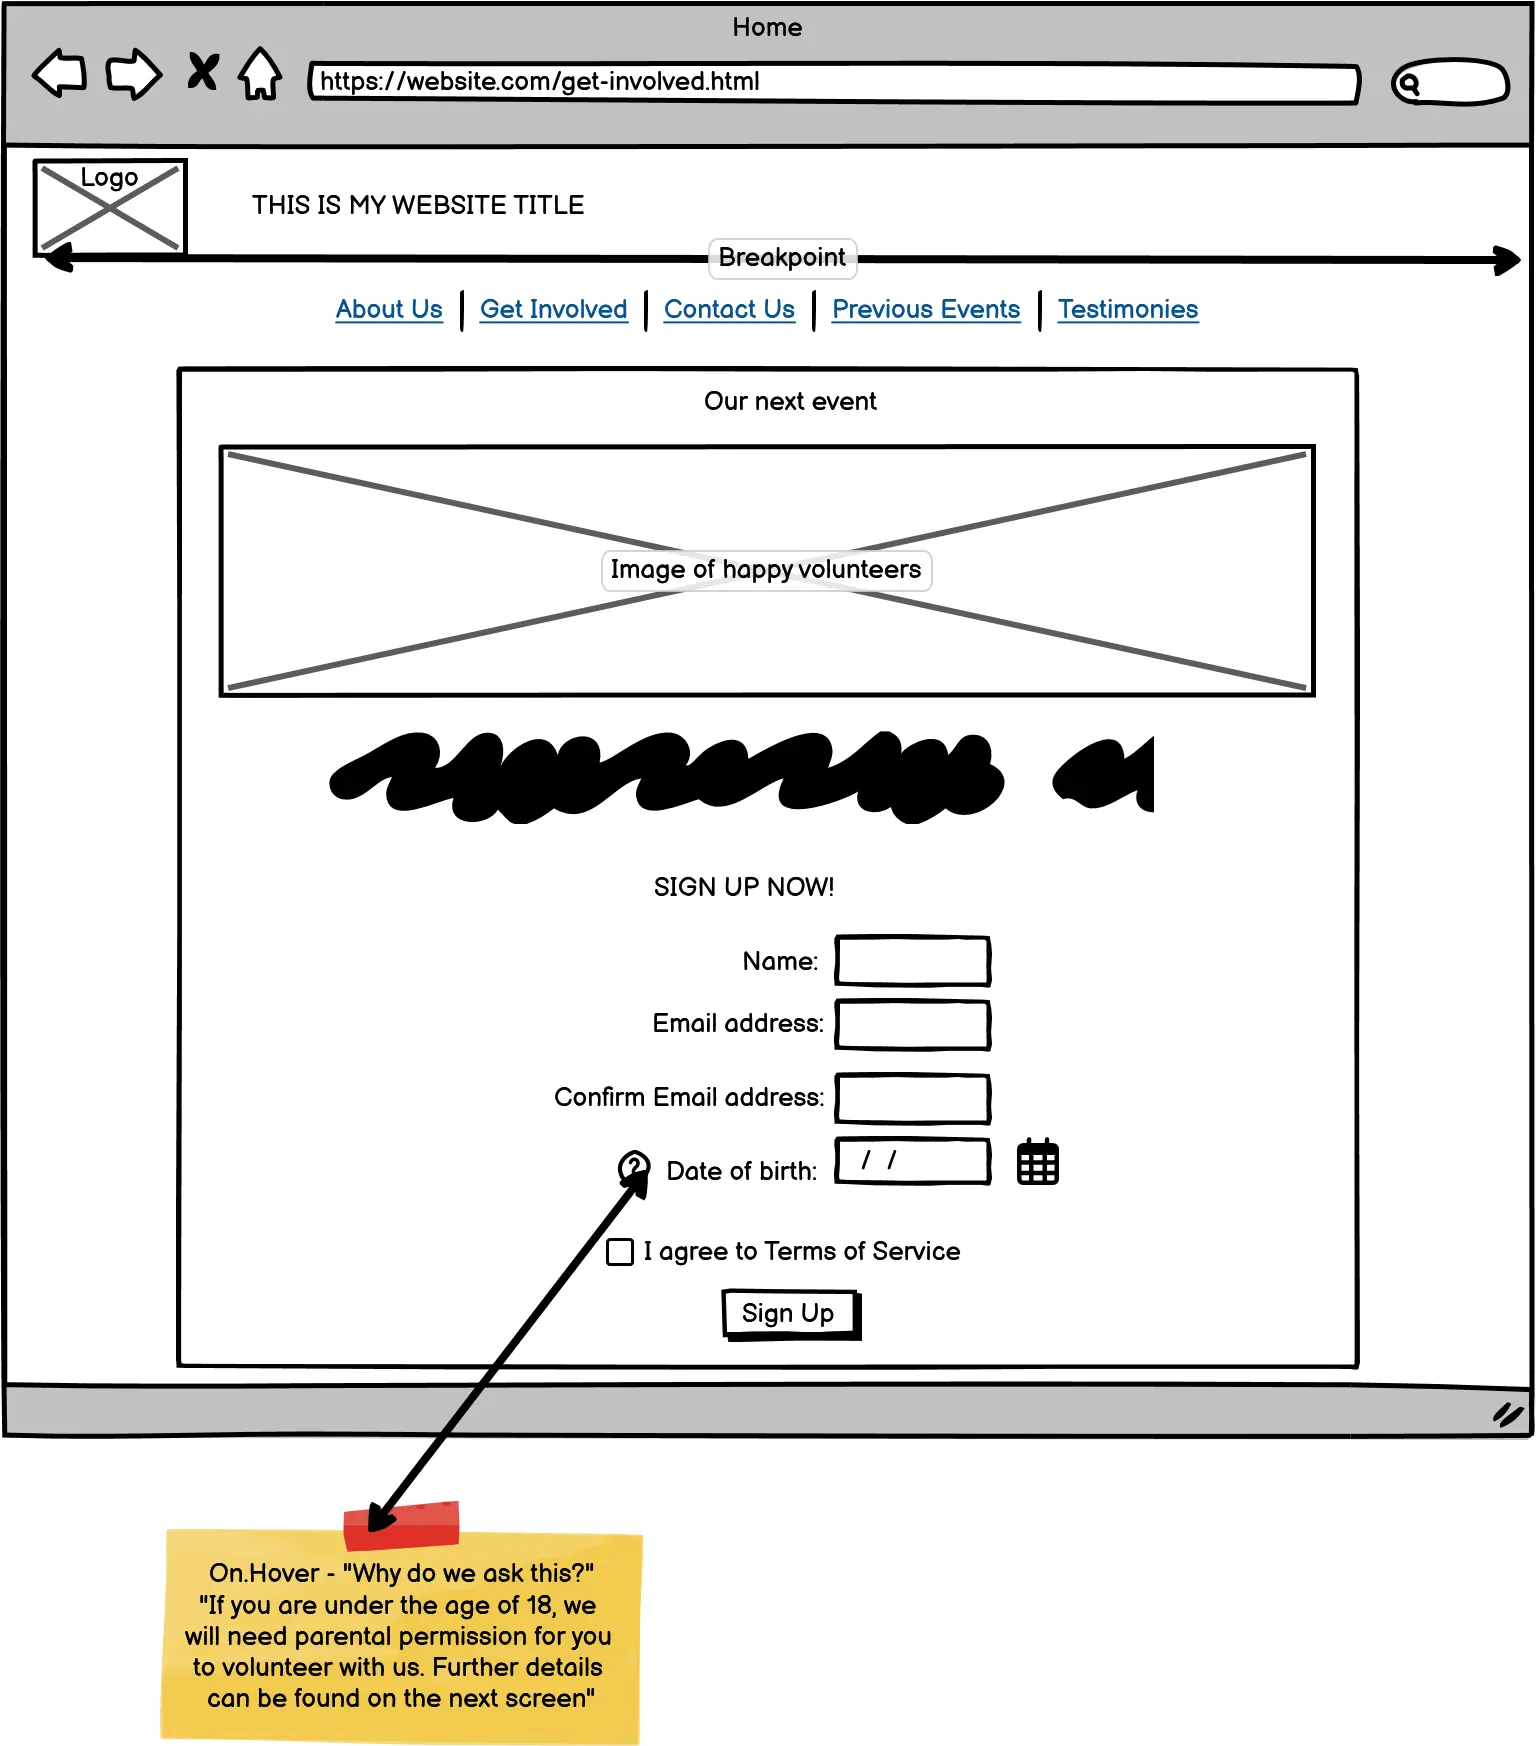 Home
https://website.com/get-involved.html
Logo
THIS IS MY WEBSITE TITLE
Breakpoint
About Us | Get Involved | Contact Us | Previous Events | Testimonies
Our next event
Image of happy volunteers
SIGN UP NOW!
Name:
Email address:
Confirm Email address:
? Date of birth: / /
I agree to Terms of Service
Sign Up
On.Hover - "Why do we ask this?"
"If you are under the age of 18, we
will need parental permission for you
to volunteer with us. Further details
can be found on the next screen"